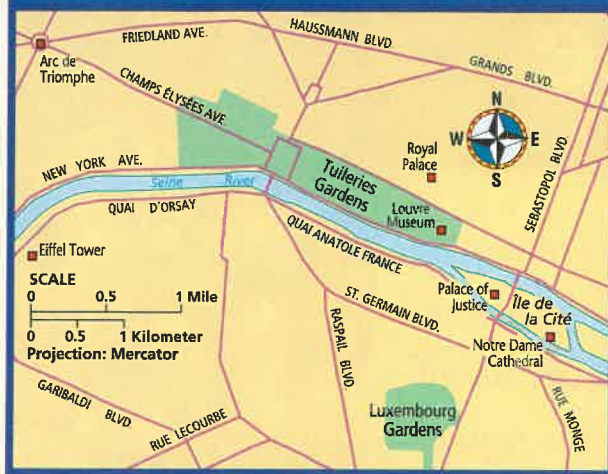 FRIEDLAND AVE.
HAUSSMANN BLVD.
GRANDS BLVD.
Arc de
Triomphe
CHAMPS ÉLYSÉES AVE.
N
W
E
S
Royal
Palace
SEBASTOPOL BLVD.
NEW YORK AVE.
Seine River
Tuileries
Gardens
Louvre
Museum
QUAI D'ORSAY
QUAI ANATOLE FRANCE
Eiffel Tower
SCALE
0 0.5 1 Mile
0 0.5 1 Kilometer
Projection: Mercator
ST. GERMAIN BLVD.
Palace of
Justice
Île de
la Cité
Notre Dame
Cathedral
RASPAIL BLVD.
GARIBALDI BLVD.
RUE LECOURBE
Luxembourg
Gardens
RUE MONGE